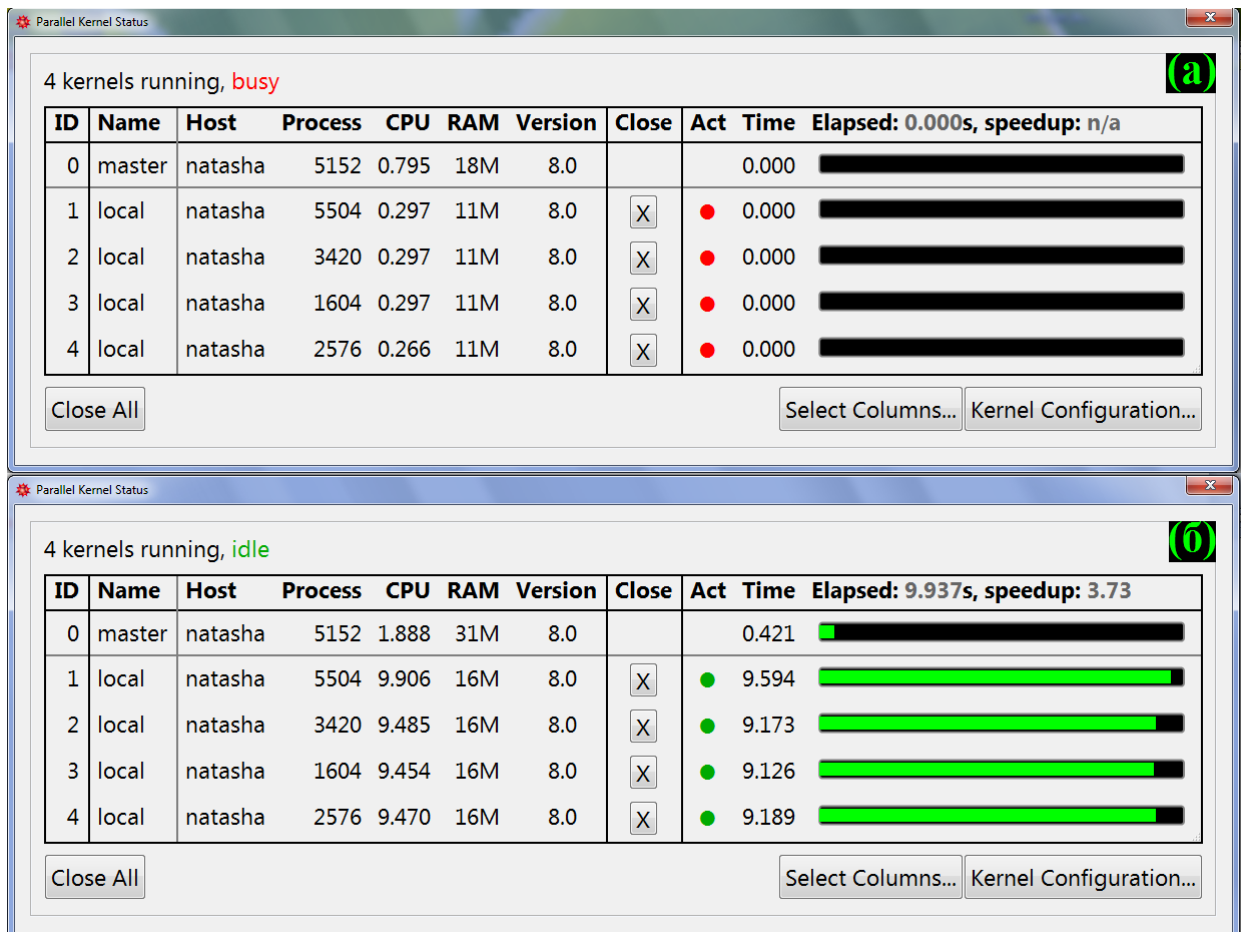 Parallel Kernel Status
x
4 kernels running, busy
(а)
ID Name Host Process CPU RAM Version Close Act Time Elapsed: 0.000s, speedup: n/a
0 master natasha 5152 0.795 18M 8.0 0.000
1 local natasha 5504 0.297 11M 8.0 X 0.000
2 local natasha 3420 0.297 11M 8.0 X 0.000
3 local natasha 1604 0.297 11M 8.0 X 0.000
4 local natasha 2576 0.266 11M 8.0 X 0.000
Close All Select Columns... Kernel Configuration...
Parallel Kernel Status
x
4 kernels running, idle
(б)
ID Name Host Process CPU RAM Version Close Act Time Elapsed: 9.937s, speedup: 3.73
0 master natasha 5152 1.888 31M 8.0 0.421
1 local natasha 5504 9.906 16M 8.0 X 9.594
2 local natasha 3420 9.485 16M 8.0 X 9.173
3 local natasha 1604 9.454 16M 8.0 X 9.126
4 local natasha 2576 9.470 16M 8.0 X 9.189
Close All Select Columns... Kernel Configuration...